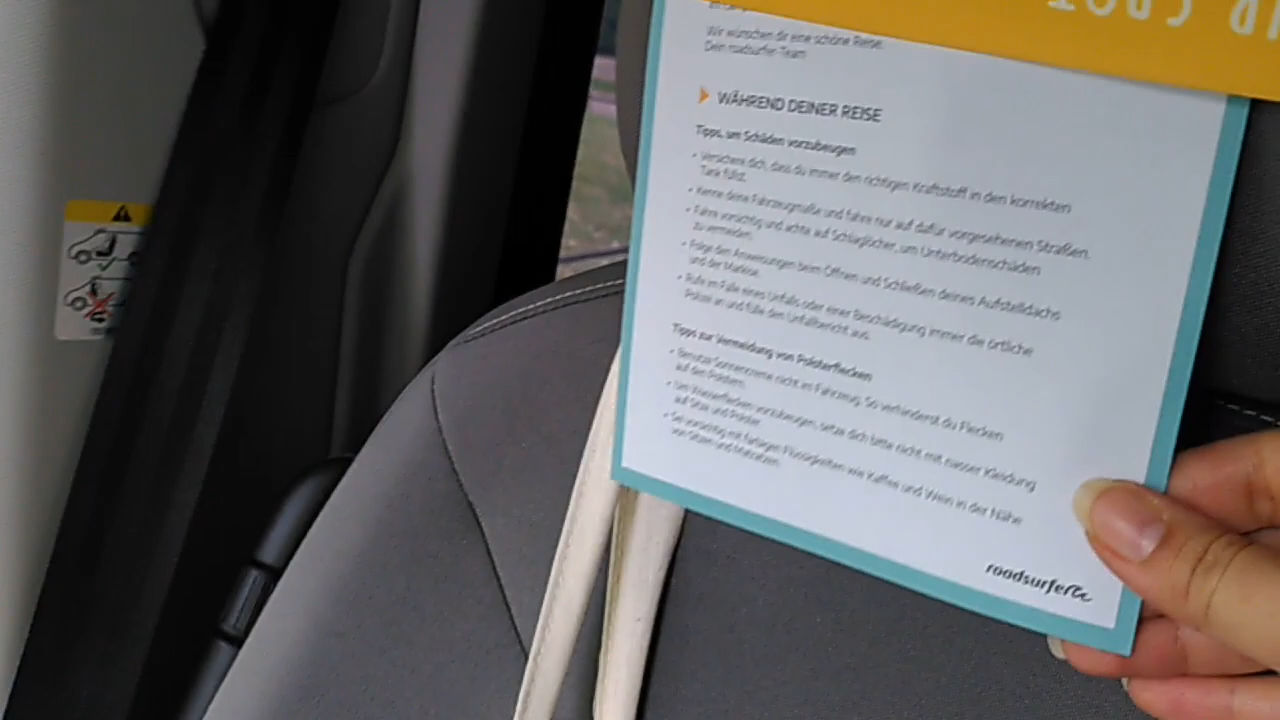 Wir wünschen dir eine schöne Reise.
Dein roadsurfer-Team
WÄHREND DEINER REISE
Tipps, um Schäden vorzubeugen
• Versichere dich, dass du immer den richtigen Kraftstoff in den korrekten
Tank füllst.
• Kenne deine Fahrzeugmaße und fahre nur auf dafür vorgesehenen Straßen.
• Fahre vorsichtig und achte auf Schlaglöcher, um Unterbodenschäden
zu vermeiden.
• Folge den Anweisungen beim Öffnen und Schließen deines Aufstelldachs
und der Markise.
• Rufe im Falle eines Unfalls oder einer Beschädigung immer die örtliche
Polizei an und fülle den Unfallbericht aus.
Tipps zur Vermeidung von Polsterflecken
• Benutze Sonnencreme nicht im Fahrzeug. So verhinderst du Flecken
auf den Polstern.
• Um Wasserflecken vorzubeugen, setze dich bitte nicht mit nasser Kleidung
auf Sitze und Polster.
• Sei vorsichtig mit farbigen Flüssigkeiten wie Kaffee und Wein in der Nähe
von Sitzen und Matratzen.
roadsurfer